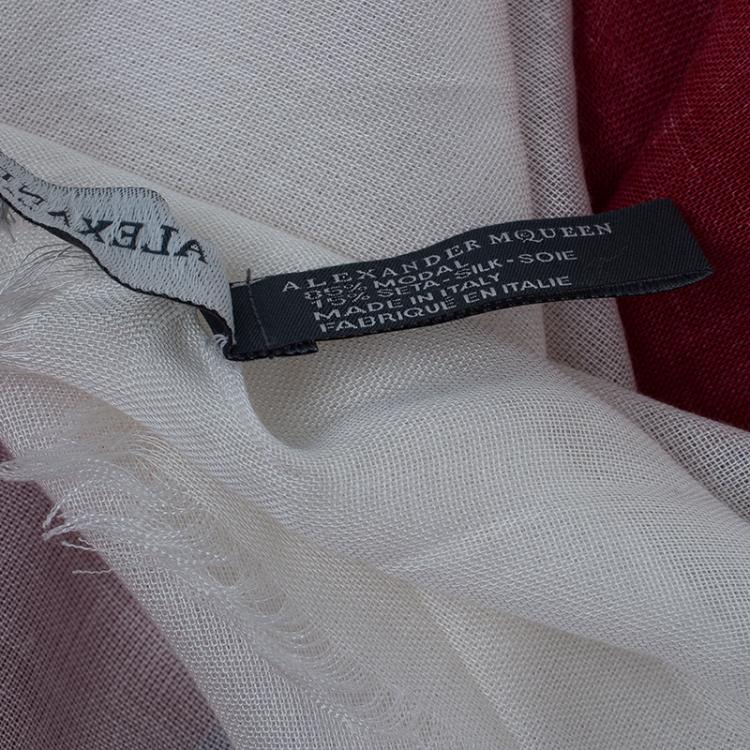 ALEXANDER MCQUEEN
85% MODAL
15% SETA-SILK-SOIE
MADE IN ITALY
FABRIQUE EN ITALIE
ALEXA